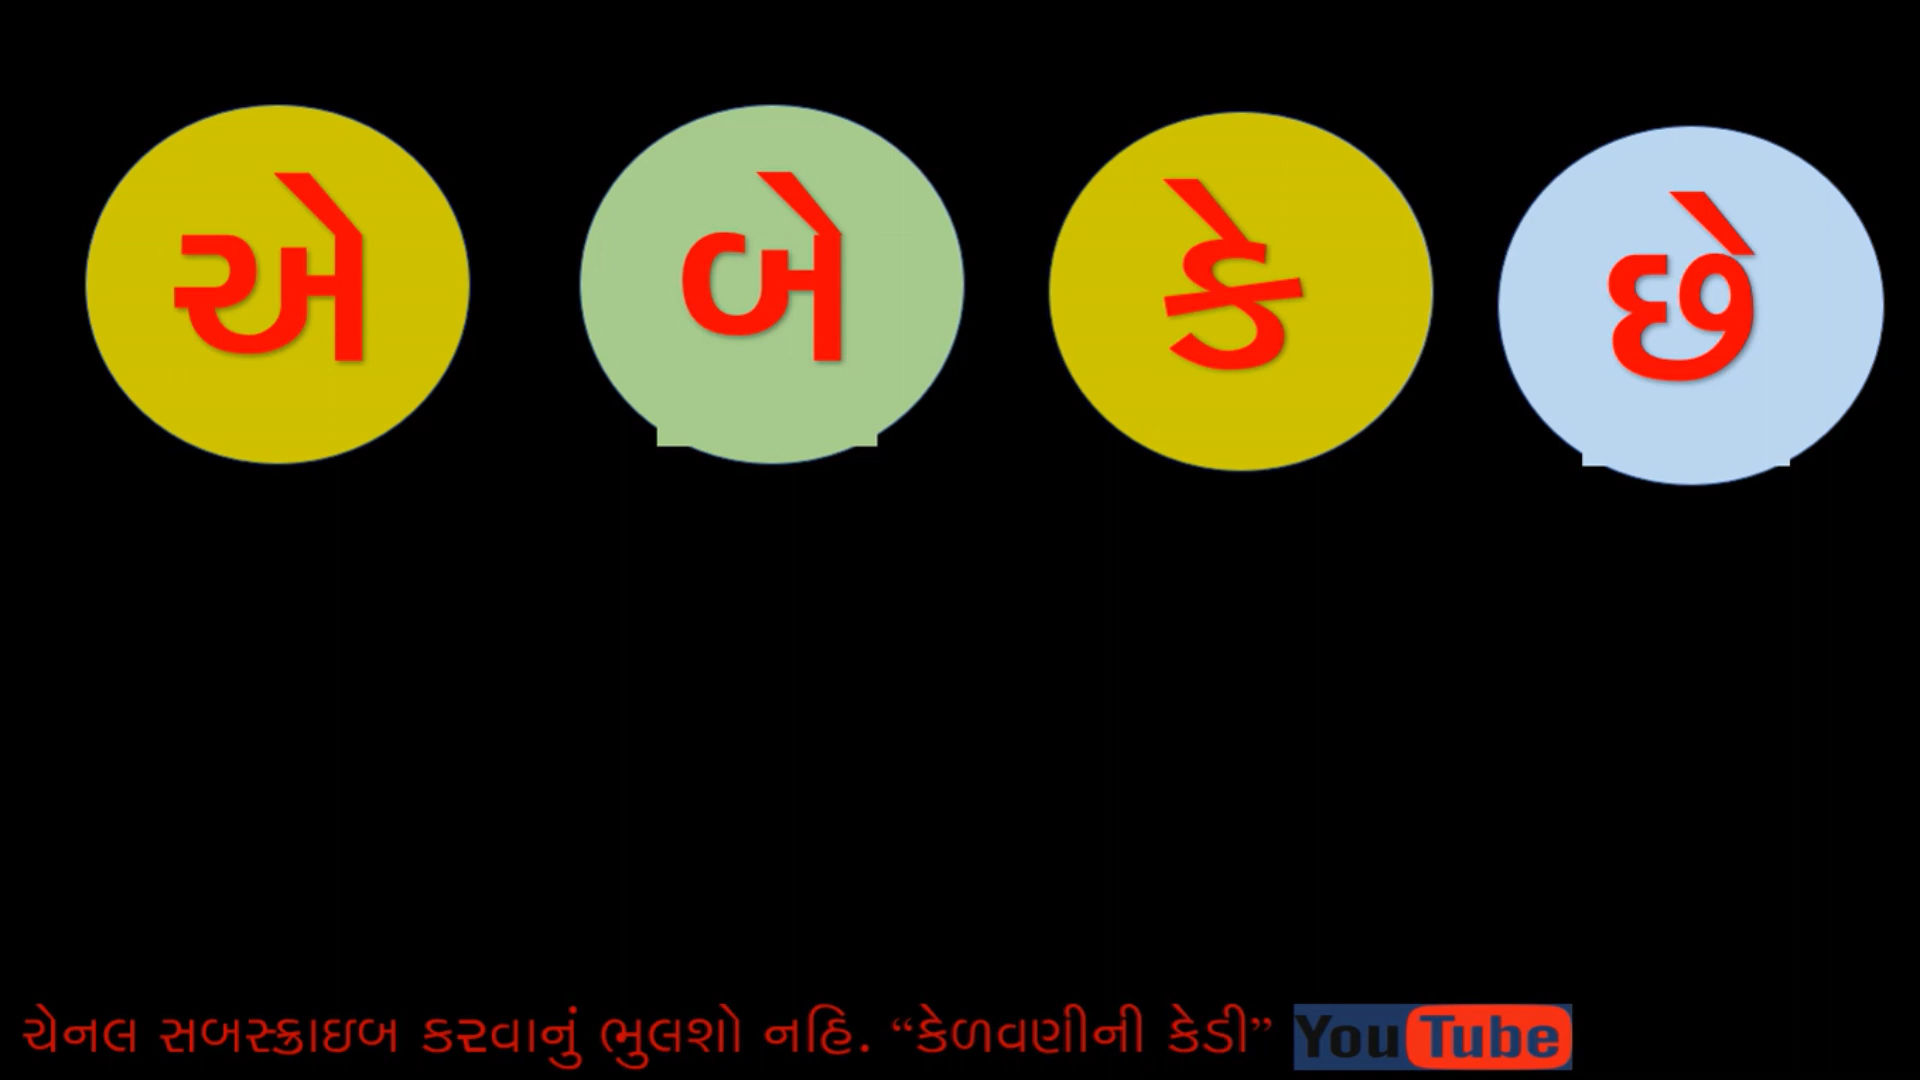 એ બે કે છે
ચેનલ સબસ્ક્રાઇબ કરવાનું ભુલશો નહિ. “કેળવણીની કેડી” YouTube